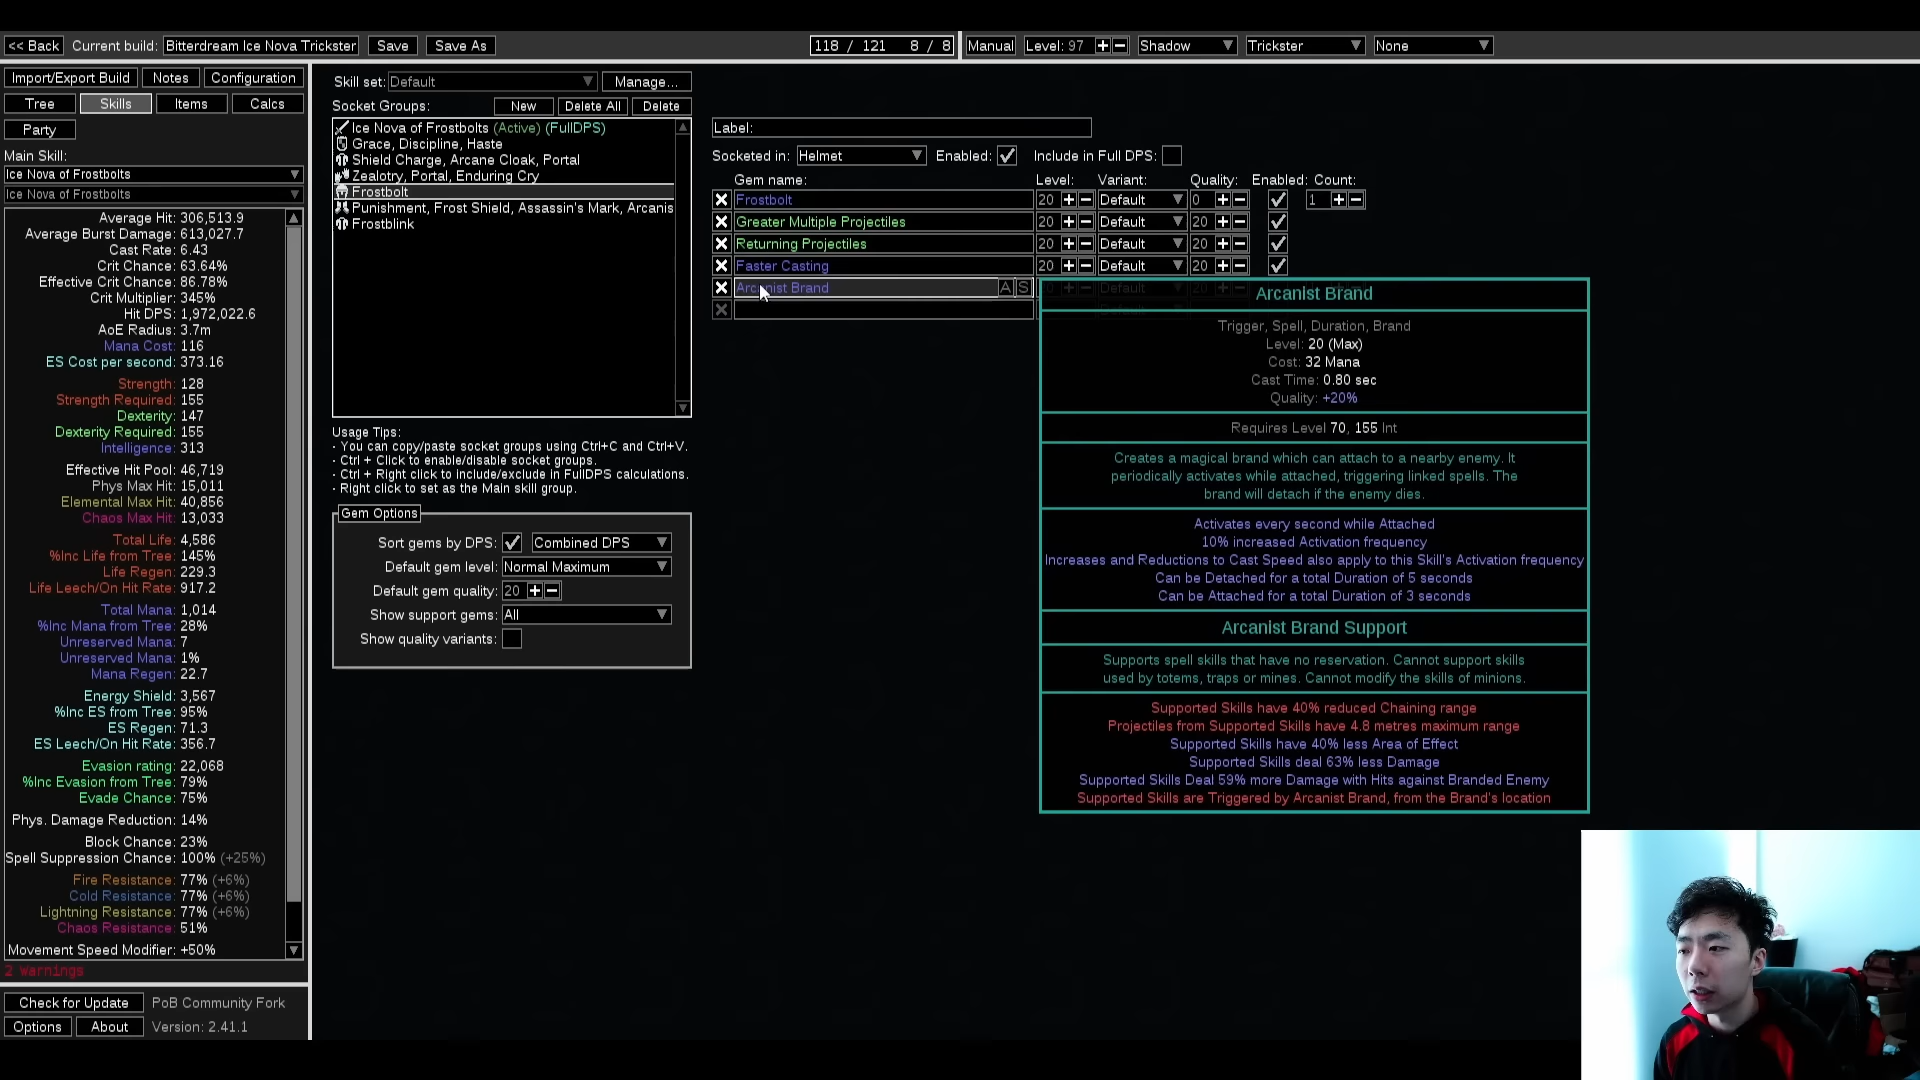 << Back
Current build:
Bitterdream Ice Nova Trickster
Save
Save As
118 / 121 8 / 8
Manual
Level: 97
Shadow
Trickster
None
Import/Export Build
Notes
Configuration
Tree
Skills
Items
Calcs
Party
Main Skill:
Ice Nova of Frostbolts
Ice Nova of Frostbolts
Average Hit: 306,513.9
Average Burst Damage: 613,027.7
Cast Rate: 6.43
Crit Chance: 63.64%
Effective Crit Chance: 86.78%
Crit Multiplier: 345%
Hit DPS: 1,972,022.6
AoE Radius: 3.7m
Mana Cost: 116
ES Cost per second: 373.16
Strength: 128
Strength Required: 155
Dexterity: 147
Dexterity Required: 155
Intelligence: 313
Effective Hit Pool: 46,719
Phys Max Hit: 15,011
Elemental Max Hit: 40,856
Chaos Max Hit: 13,033
Total Life: 4,586
%Inc Life from Tree: 145%
Life Regen: 229.3
Life Leech/On Hit Rate: 917.2
Total Mana: 1,014
%Inc Mana from Tree: 28%
Unreserved Mana: 7
Unreserved Mana: 1%
Mana Regen: 22.7
Energy Shield: 3,567
%Inc ES from Tree: 95%
ES Regen: 71.3
ES Leech/On Hit Rate: 356.7
Evasion rating: 22,068
%Inc Evasion from Tree: 79%
Evade Chance: 75%
Phys. Damage Reduction: 14%
Block Chance: 23%
Spell Suppression Chance: 100% (+25%)
Fire Resistance: 77% (+6%)
Cold Resistance: 77% (+6%)
Lightning Resistance: 77% (+6%)
Chaos Resistance: 51%
Movement Speed Modifier: +50%
2 Warnings
Check for Update
PoB Community Fork
Options
About
Version: 2.41.1
Skill set: Default
Manage...
Socket Groups:
New
Delete All
Delete
Ice Nova of Frostbolts (Active) (FullDPS)
Grace, Discipline, Haste
Shield Charge, Arcane Cloak, Portal
Zealotry, Portal, Enduring Cry
Frostbolt
Punishment, Frost Shield, Assassin's Mark, Arcanis
Frostblink
Usage Tips:
- You can copy/paste socket groups using Ctrl+C and Ctrl+V.
- Ctrl + Click to enable/disable socket groups.
- Ctrl + Right click to include/exclude in FullDPS calculations.
- Right click to set as the Main skill group.
Gem Options
Sort gems by DPS: Combined DPS
Default gem level: Normal Maximum
Default gem quality: 20
Show support gems: All
Show quality variants:
Label:
Socketed in: Helmet
Enabled:
Include in Full DPS:
Gem name: Level: Variant: Quality: Enabled: Count:
Frostbolt 20 Default 0 1
Greater Multiple Projectiles 20 Default 20
Returning Projectiles 20 Default 20
Faster Casting 20 Default 20
Arcanist Brand A S
Arcanist Brand
Trigger, Spell, Duration, Brand
Level: 20 (Max)
Cost: 32 Mana
Cast Time: 0.80 sec
Quality: +20%
Requires Level 70, 155 Int
Creates a magical brand which can attach to a nearby enemy. It
periodically activates while attached, triggering linked spells. The
brand will detach if the enemy dies.
Activates every second while Attached
10% increased Activation frequency
Increases and Reductions to Cast Speed also apply to this Skill's Activation frequency
Can be Detached for a total Duration of 5 seconds
Can be Attached for a total Duration of 3 seconds
Arcanist Brand Support
Supports spell skills that have no reservation. Cannot support skills
used by totems, traps or mines. Cannot modify the skills of minions.
Supported Skills have 40% reduced Chaining range
Projectiles from Supported Skills have 4.8 metres maximum range
Supported Skills have 40% less Area of Effect
Supported Skills deal 63% less Damage
Supported Skills Deal 59% more Damage with Hits against Branded Enemy
Supported Skills are Triggered by Arcanist Brand, from the Brand's location